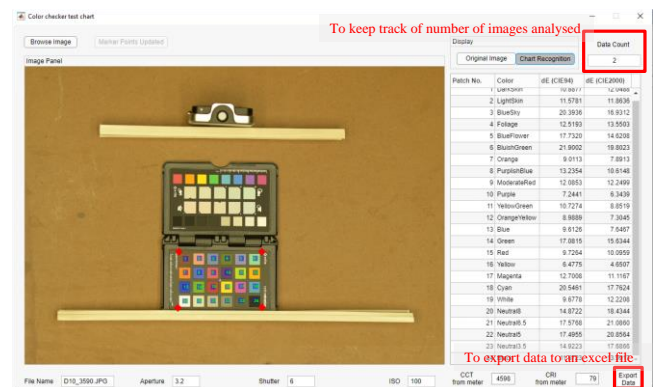 Color checker test chart
To keep track of number of images analysed
Browse Image
Marker Points Updated
Display
Data Count
Original Image
Chart Recognition
2
Image Panel
Patch No. Color dE (CIE94) dE (CIE2000)
1 DarkSkin
2 LightSkin 11.5781 11.8636
3 BlueSky 20.3936 16.9312
4 Foliage 12.5193 13.5503
5 BlueFlower 17.7320 14.6208
6 BluishGreen 21.9002 19.8023
7 Orange 9.0113 7.8913
8 PurplishBlue 13.2354 10.6148
9 ModerateRed 12.0853 12.2499
10 Purple 7.2441 6.3439
11 YellowGreen 10.7274 8.8519
12 OrangeYellow 8.9889 7.3045
13 Blue 9.6126 7.6467
14 Green 17.0815 15.6344
15 Red 9.7264 10.0959
16 Yellow 6.4775 4.6507
17 Magenta 12.7008 11.1167
18 Cyan 20.5461 17.7624
19 White 9.6778 12.2208
20 Neutral8 14.8722 18.4344
21 Neutral6.5 17.5768 21.0860
22 Neutral5 17.4955 20.8564
23 Neutral3.5 14.9223
To export data to an excel file
File Name D10_3590.JPG Aperture 3.2 Shutter 6 ISO 100
CCT from meter 4596 CRI from meter 79 Export Data